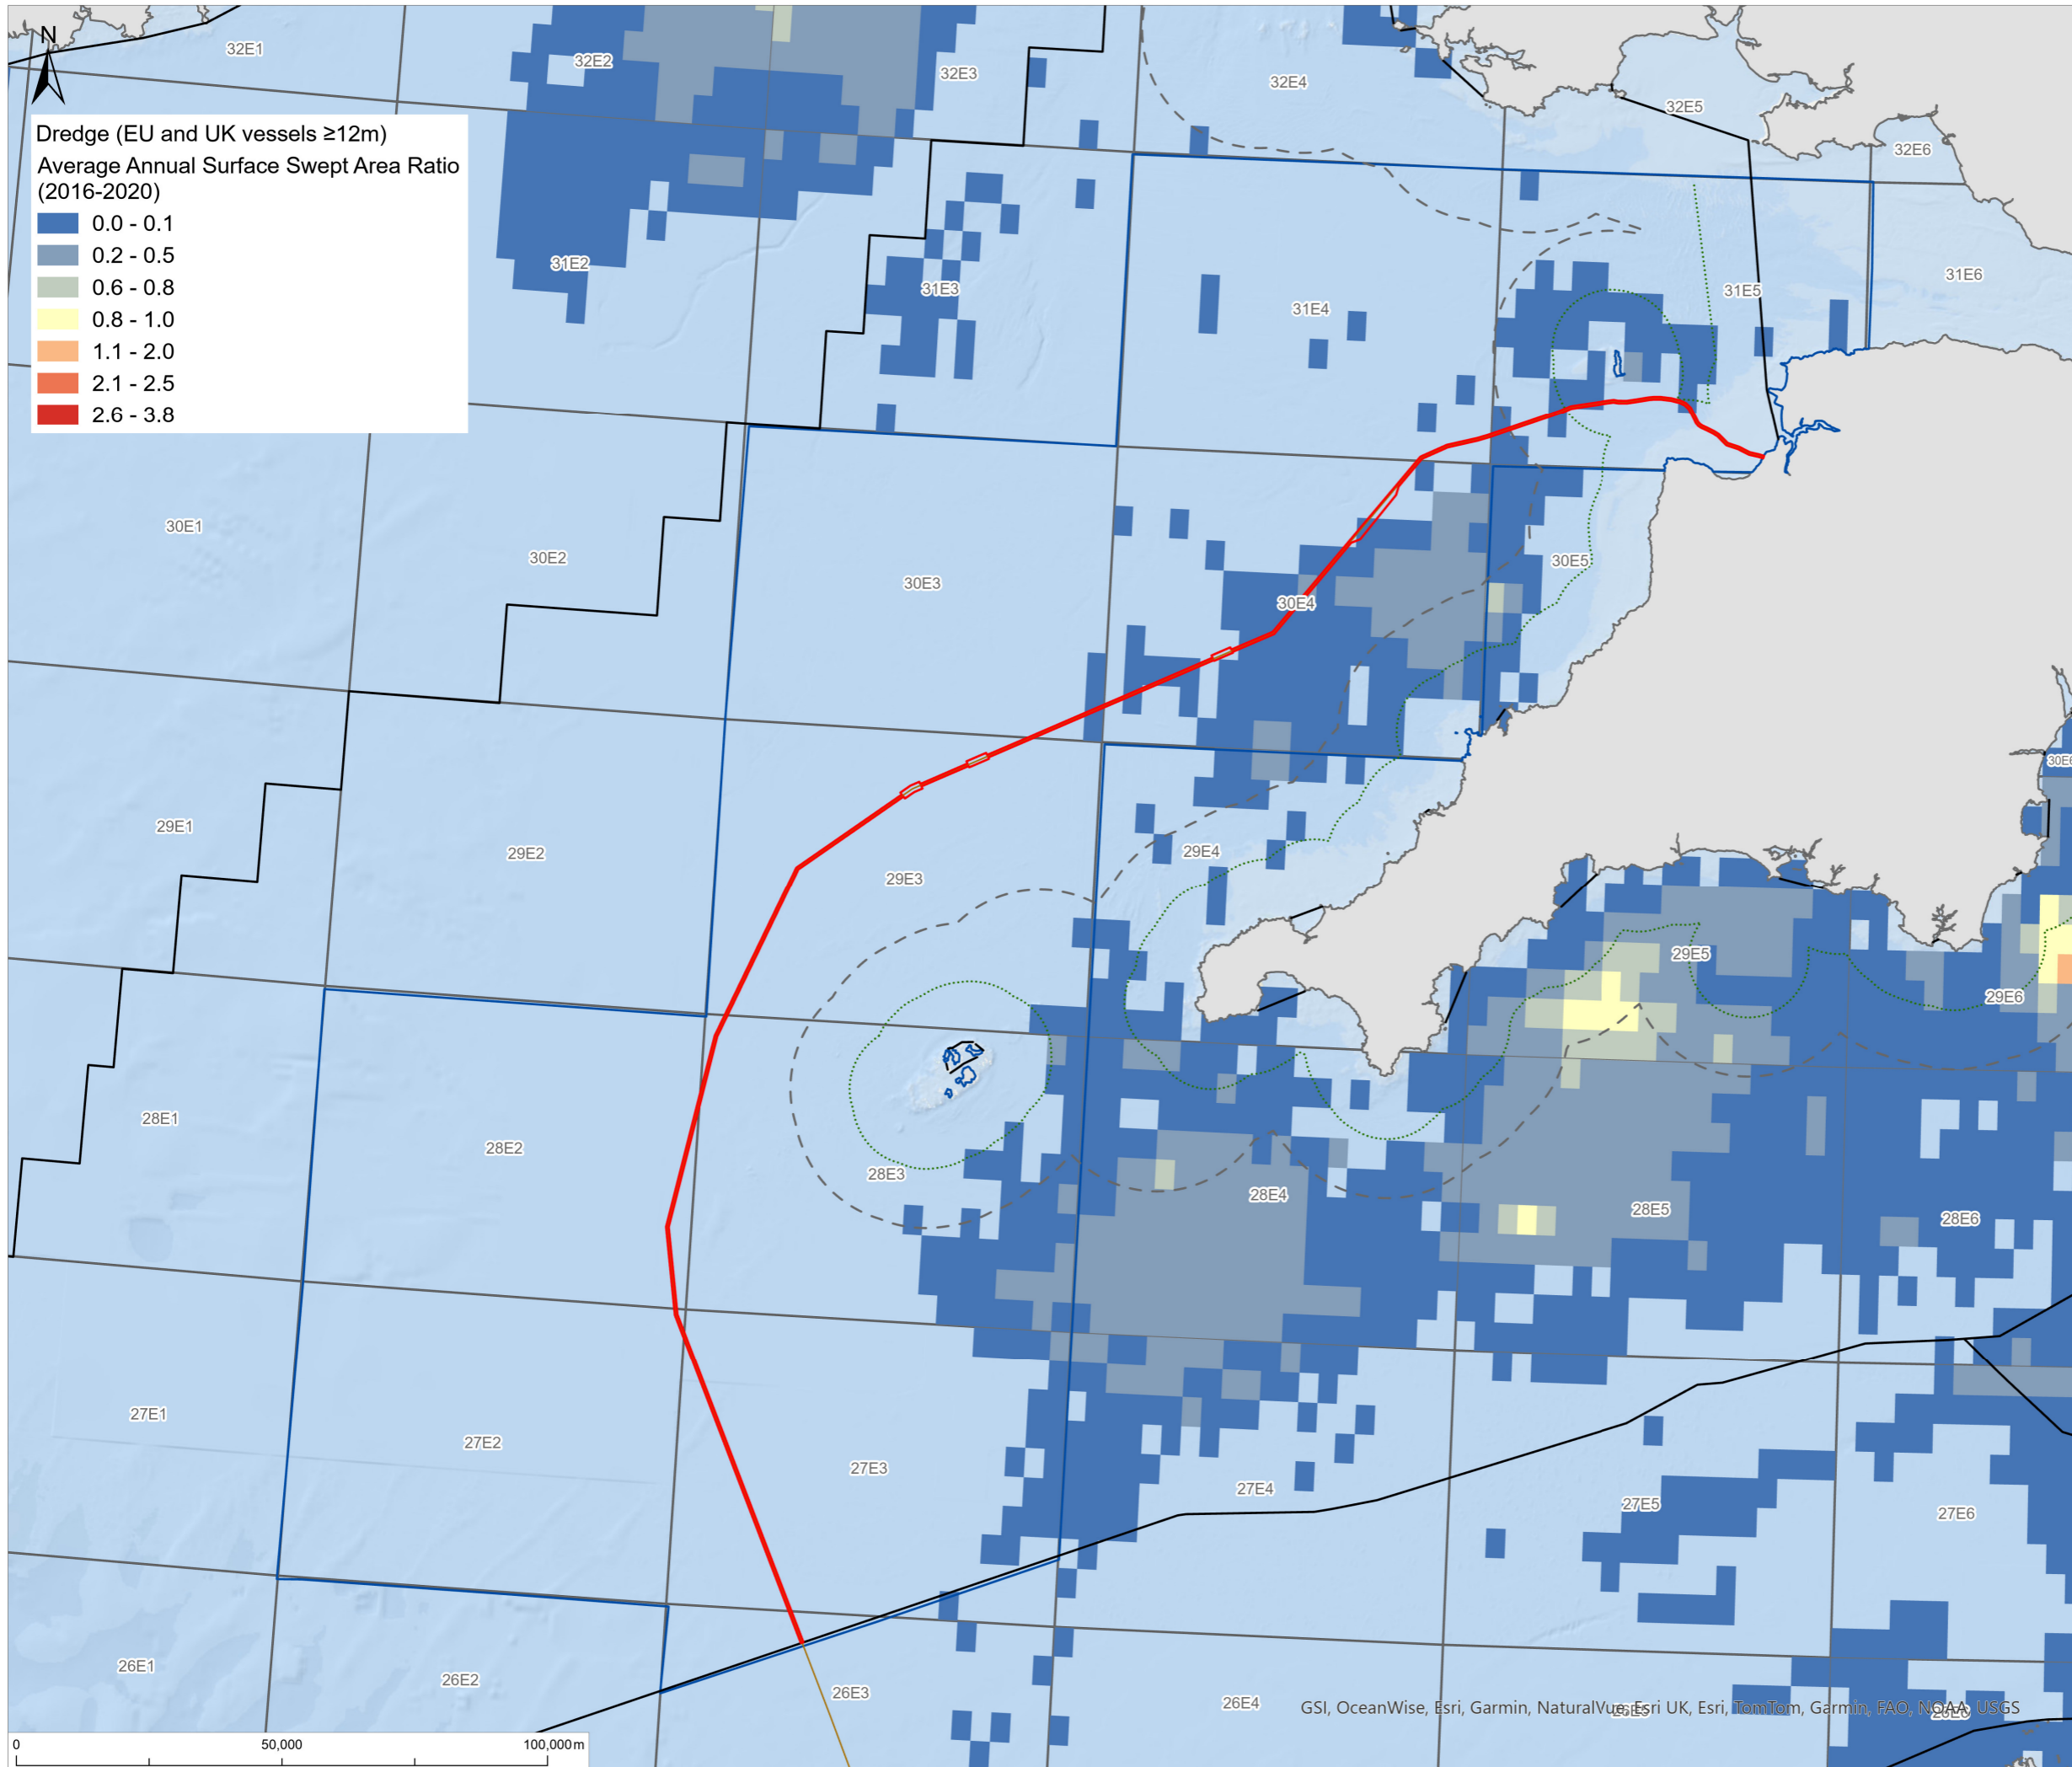 N
32E1
32E2
32E3
32E4
32E5
32E6
Dredge (EU and UK vessels ≥12m)
Average Annual Surface Swept Area Ratio
(2016-2020)
0.0 - 0.1
0.2 - 0.5
0.6 - 0.8
0.8 - 1.0
1.1 - 2.0
2.1 - 2.5
2.6 - 3.8
31E2
31E3
31E4
31E5
31E6
30E1
30E2
30E3
30E4
30E5
30E6
29E1
29E2
29E3
29E4
29E5
29E6
28E1
28E2
28E3
28E4
28E5
28E6
27E1
27E2
27E3
27E4
27E5
27E6
26E1
26E2
26E3
26E4
26E5
26E6
GSI, OceanWise, Esri, Garmin, NaturalVue, Esri UK, Esri, TomTom, Garmin, FAO, NOAA, USGS
0 50,000 100,000 m